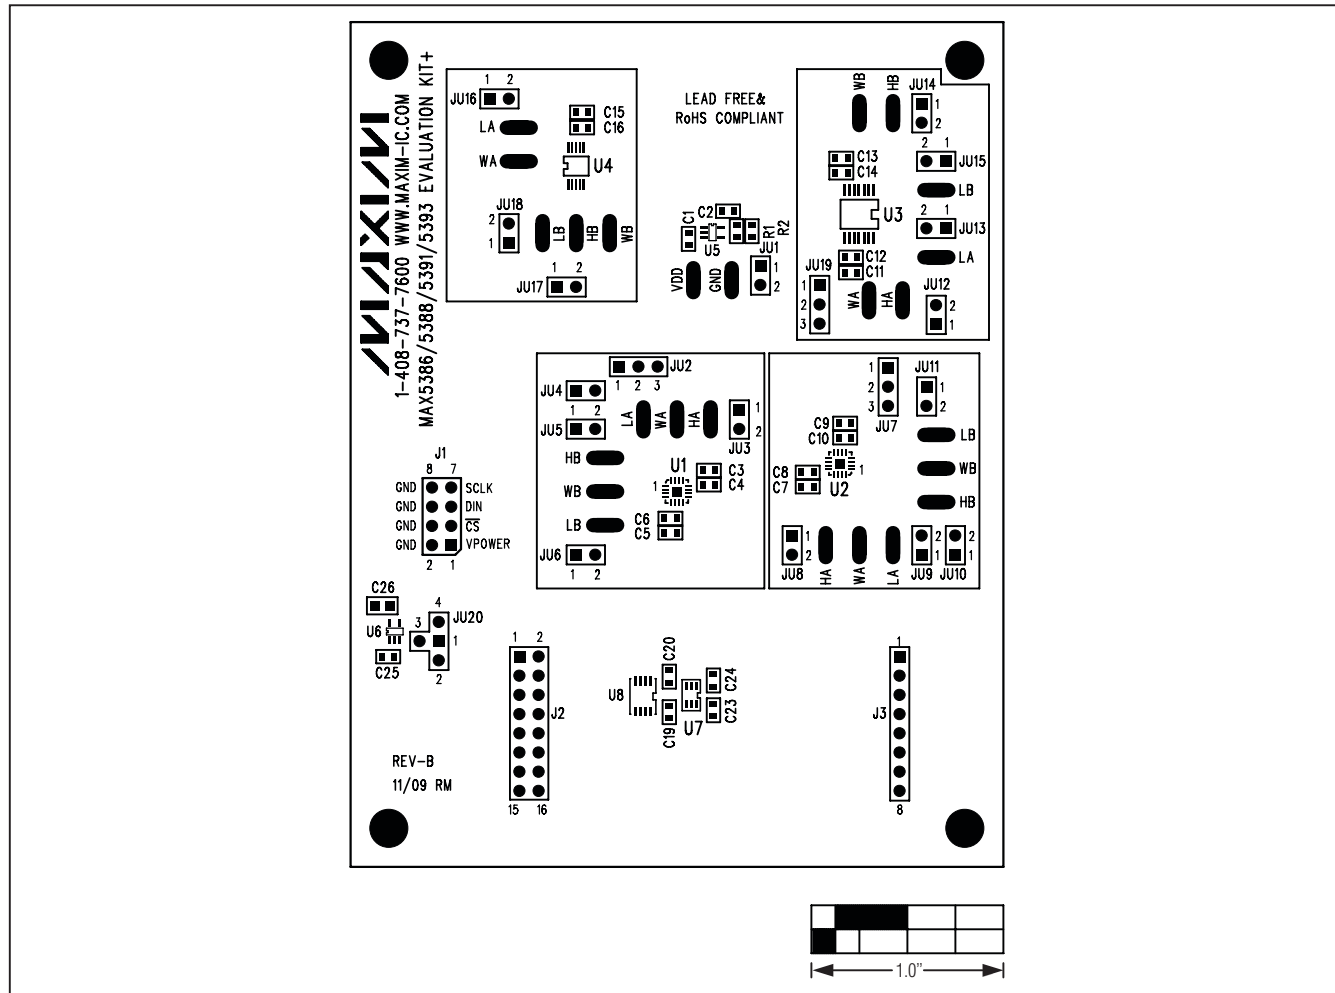 MAXIM
1-408-737-7600 WWW.MAXIM-IC.COM
MAX5386/5388/5391/5393 EVALUATION KIT+
1 2
JU16
LA
WA
C15
C16
U4
JU18
2
1
LB
HB
WB
1 2
JU17
LEAD FREE&
RoHS COMPLIANT
C1
C2
U5
R1
R2
VDD
GND
JU1
1
2
WB
HB
JU14
1
2
C13
C14
2 1
JU15
LB
U3
2 1
JU13
LA
C12
C11
JU19
1
2
3
WA
HA
JU12
2
1
JU2
1 2 3
JU4
1 2
JU5
LA
WA
HA
1
2
JU3
HB
WB
LB
U1
1
C3
C4
C6
C5
JU6
1 2
1
2
3
JU7
JU11
1
2
C9
C10
C8
C7
1
U2
LB
WB
HB
1
2
JU8
HA
WA
LA
2
1
JU9
2
1
JU10
J1
8 7
GND SCLK
GND DIN
GND CS
GND VPOWER
2 1
C26
U6
C25
4
3
JU20
1
2
1 2
J2
15 16
U8
C20
C19
U7
C24
C23
1
J3
8
REV-B
11/09 RM
1.0"